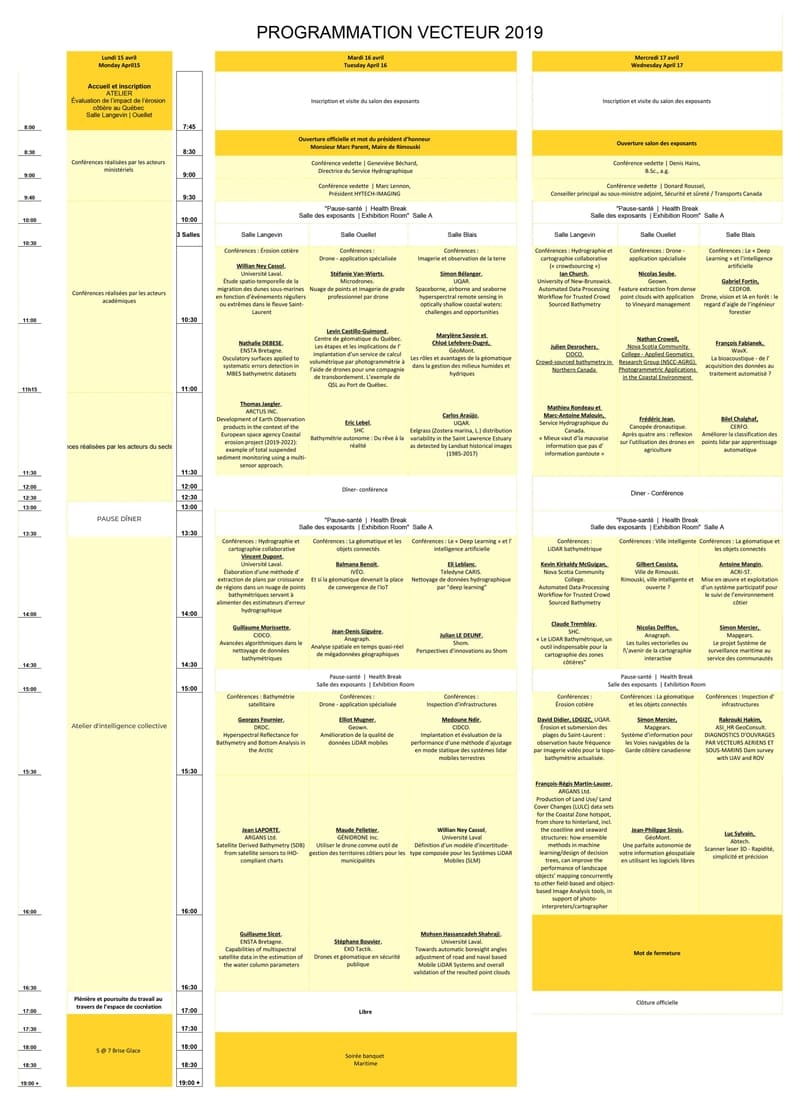 PROGRAMMATION VECTEUR 2019
Lundi 15 avril
Monday April15
Mardi 16 avril
Tuesday April 16
Mercredi 17 avril
Wednesday April 17
Accueil et inscription
ATELIER
Évaluation de l'impact de l'érosion
côtière au Québec
Salle Langevin | Ouellet
Inscription et visite du salon des exposants
Inscription et visite du salon des exposants
8:00
7:45
Ouverture officielle et mot du président d'honneur
Monsieur Marc Parent, Maire de Rimouski
Ouverture salon des exposants
8:30
8:30
Conférences réalisées par les acteurs
ministériels
Conférence vedette | Geneviève Béchard,
Directrice du Service Hydrographique
Conférence vedette | Denis Hains,
B.Sc., a.g.
9:00
9:00
Conférence vedette | Marc Lennon,
Président HYTECH-IMAGING
Conférence vedette | Donard Roussel,
Conseiller principal au sous-ministre adjoint, Sécurité et sûreté / Transports Canada
9:40
9:30
"Pause-santé | Health Break
Salle des exposants | Exhibition Room" Salle A
"Pause-santé | Health Break
Salle des exposants | Exhibition Room" Salle A
10:00
10:00
3 Salles
Salle Langevin
Salle Ouellet
Salle Blais
Salle Langevin
Salle Ouellet
Salle Blais
10:30
Conférences réalisées par les acteurs
académiques
Conférences : Érosion cotière
Willian Ney Cassol,
Université Laval.
Étude spatio-temporelle de la
migration des dunes sous-marines
en fonction d'événements réguliers
ou extrêmes dans le fleuve Saint-
Laurent
Conférences :
Drone - application spécialisée
Stéfanie Van-Wierts,
Microdrones.
Nuage de points et imagerie de grade
professionnel par drone
Conférences :
Imagerie et observation de la terre
Simon Bélanger,
UQAR.
Spaceborne, airborne and seaborne
hyperspectral remote sensing in
optically shallow coastal waters:
challenges and opportunities
Conférences : Hydrographie et
cartographie collaborative
(« crowdsourcing »)
Ian Church,
University of New-Brunswick.
Automated Data Processing
Workflow for Trusted Crowd
Sourced Bathymetry
Conférences : Drone -
application spécialisée
Nicolas Seube,
Geown.
Feature extraction from dense
point clouds with application
to Vineyard management
Conférences : Le « Deep
Learning » et l'intelligence
artificielle
Gabriel Fortin,
CEDFOB.
Drone, vision et IA en forêt : le
regard d'aigle de l'ingénieur
forestier
11:00
10:30
Nathalie DEBESE,
ENSTA Bretagne.
Osculatory surfaces applied to
systematic errors detection in
MBES bathymetric datasets
Levin Castillo-Guimond,
Centre de géomatique du Québec.
Les étapes et les implications de l'
implantation d'un service de calcul
volumétrique par photogrammétrie à
l'aide de drones pour une compagnie
de transbordement. L'exemple de
QSL au Port de Québec.
Marylène Savoie et
Chloé Lefebvre-Dugré,
GéoMont.
Les rôles et avantages de la géomatique
dans la gestion des milieux humides et
hydriques
Julien Desrochers,
CIDCO.
Crowd-sourced bathymetry in
Northern Canada
Nathan Crowell,
Nova Scotia Community
College - Applied Geomatics
Research Group (NSCC-AGRG).
Photogrammetric Applications
in the Coastal Environment
François Fabianek,
WavX.
La bioacoustique - de l'
acquisition des données au
traitement automatisé ?
11h15
11:00
nces réalisées par les acteurs du secte
Thomas Jangler,
ARCTUS INC.
Development of Earth Observation
products in the context of the
European space agency Coastal
erosion project (2019-2022):
example of total suspended
sediment monitoring using a multi-
sensor approach.
Eric Lebel,
SHC
Bathymétrie autonome : Du rêve à la
réalité
Carlos Araújo,
UQAR.
Eelgrass (Zostera marina, L.) distribution
variability in the Saint Lawrence Estuary
as detected by Landsat historical images
(1985-2017)
Mathieu Rondeau et
Marc-Antoine Malouin,
Service Hydrographique du
Canada.
« Mieux vaut d'la mauvaise
information que pas d'
information pantoute »
Frédéric Jean,
Canopée dronautique.
Après quatre ans : reflexion
sur l'utilisation des drones en
agriculture
Bilel Chalghaf,
CERFO.
Améliorer la classification des
points lidar par apprentissage
automatique
11:30
11:30
12:00
12:00
Dîner- conférence
Diner - Conférence
12:30
12:30
13:00
13:00
PAUSE DÎNER
"Pause-santé | Health Break
Salle des exposants | Exhibition Room" Salle A
"Pause-santé | Health Break
Salle des exposants | Exhibition Room" Salle A
13:30
13:30
Conférences : Hydrographie et
cartographie collaborative
Vincent Dupont,
Université Laval.
Élaboration d'une méthode d'
extraction de plans par croissance
de régions dans un nuage de points
bathymétriques servant à
alimenter des estimateurs d'erreur
hydrographique
Conférences : La géomatique et les
objets connectés
Balmana Benoit,
IVÉO.
Et si la géomatique devenait la place
de convergence de l'IoT?
Conférences : Le « Deep Learning » et l'
intelligence artificielle
Eli Leblanc,
Teledyne CARIS.
Nettoyage de données hydrographique
par "deep learning"
Conférences :
LiDAR bathymétrique
Kevin Kirkaldy McGuigan,
Nova Scotia Community
College.
Automated Data Processing
Workflow for Trusted Crowd
Sourced Bathymetry
Conférences : Ville intelligente
Gilbert Cassista,
Ville de Rimouski.
Rimouski, ville intelligente et
ouverte ?
Conférences : La géomatique et
les objets connectés
Antoine Mangin,
ACRI-ST.
Mise en œuvre et exploitation
d'un système participatif pour
le suivi de l'environnement
côtier
14:00
14:00
Guillaume Morissette,
CIDCO.
Avancées algorithmiques dans le
nettoyage de données
bathymétriques
Jean-Denis Giguère,
Anagraph.
Analyse spatiale en temps quasi-réel
de mégadonnées géographiques
Julian LE DEUNF,
Shom.
Perspectives d'innovations au Shom
Claude Tremblay,
SHC.
« Le LiDAR Bathymétrique, un
outil indispensable pour la
cartographie des zones
côtières"
Nicolas Delffon,
Anagraph.
Les tuiles vectorielles ou
l\'avenir de la cartographie
interactive
Simon Mercier,
Mapgears.
Le projet Système de
surveillance maritime au
service des communautés
14:30
14:30
Pause-santé | Health Break
Salle des exposants | Exhibition Room
Pause-santé | Health Break
Salle des exposants | Exhibition Room
15:00
15:00
Atelier d'intelligence collective
Conférences : Bathymétrie
satellitaire
Georges Fournier,
DRDC.
Hyperspectral Reflectance for
Bathymetry and Bottom Analysis in
the Arctic
Conférences :
Drone - application spécialisée
Elliot Mugner,
Geown.
Amélioration de la qualité de
données LiDAR mobiles
Conférences :
Inspection d'infrastructures
Medoune Ndir,
CIDCO.
Implantation et évaluation de la
performance d'une méthode d'ajustage
en mode statique des systèmes lidar
mobiles terrestres
Conférences :
Érosion cotière
David Didier, LOGIZC, UQAR.
Érosion et submersion des
plages du Saint-Laurent :
observation haute fréquence
par imagerie vidéo pour la topo-
bathymétrie actualisée.
Conférences : La géomatique
et les objets connectés
Simon Mercier,
Mapgears.
Système d'information pour
les Voies navigables de la
Garde côtière canadienne
Conférences : Inspection d'
infrastructures
Rakrouki Hakim,
ASI_HR GeoConsult.
DIAGNOSTICS D'OUVRAGES
PAR VECTEURS AERIENS ET
SOUS-MARINS Dam survey
with UAV and ROV
15:30
15:30
Jean LAPORTE,
ARGANS Ltd.
Satellite Derived Bathymetry (SDB)
from satellite sensors to IHO-
compliant charts
Maude Pelletier,
GÉNIDRONE Inc.
Utiliser le drone comme outil de
gestion des territoires côtiers pour les
municipalités
Willian Ney Cassol,
Université Laval
Définition d'un modèle d'incertitude-
type composée pour les Systèmes LiDAR
Mobiles (SLM)
François-Régis Martin-Lauzer,
ARGANS Ltd.
Production of Land Use/ Land
Cover Changes (LULC) data sets
for the Coastal Zone hotspot,
from shore to hinterland, incl.
the coastline and seaward
structures: how ensemble
methods in machine
learning/design of decision
trees, can improve the
performance of landscape
objects' mapping concurrently
to other field-based and object-
based Image Analysis tools, in
support of photo-
interpreters/cartographer
Jean-Philippe Sirois,
GéoMont.
Une parfaite autonomie de
votre information géospatiale
en utilisant les logiciels libres
Luc Sylvain,
Abtech.
Scanner laser 3D - Rapidité,
simplicité et précision
16:00
16:00
Guillaume Sicot,
ENSTA Bretagne.
Capabilities of multispectral
satellite data in the estimation of
the water column parameters
Stéphane Bouvier,
EXO Tactik.
Drones et géomatique en sécurité
publique
Mohsen Hassanzadeh Shahraji,
Université Laval.
Towards automatic boresight angles
adjustment of road and naval based
Mobile LiDAR Systems and overall
validation of the resulted point clouds
Mot de fermeture
16:30
16:30
Plénière et poursuite du travail au
travers de l'espace de cocréation
Libre
Clôture officielle
17:00
17:00
17:30
17:30
5 @ 7 Brise Glace
Soirée banquet
Maritime
18:00
18:00
18:30
18:30
19:00 +
19:00 +